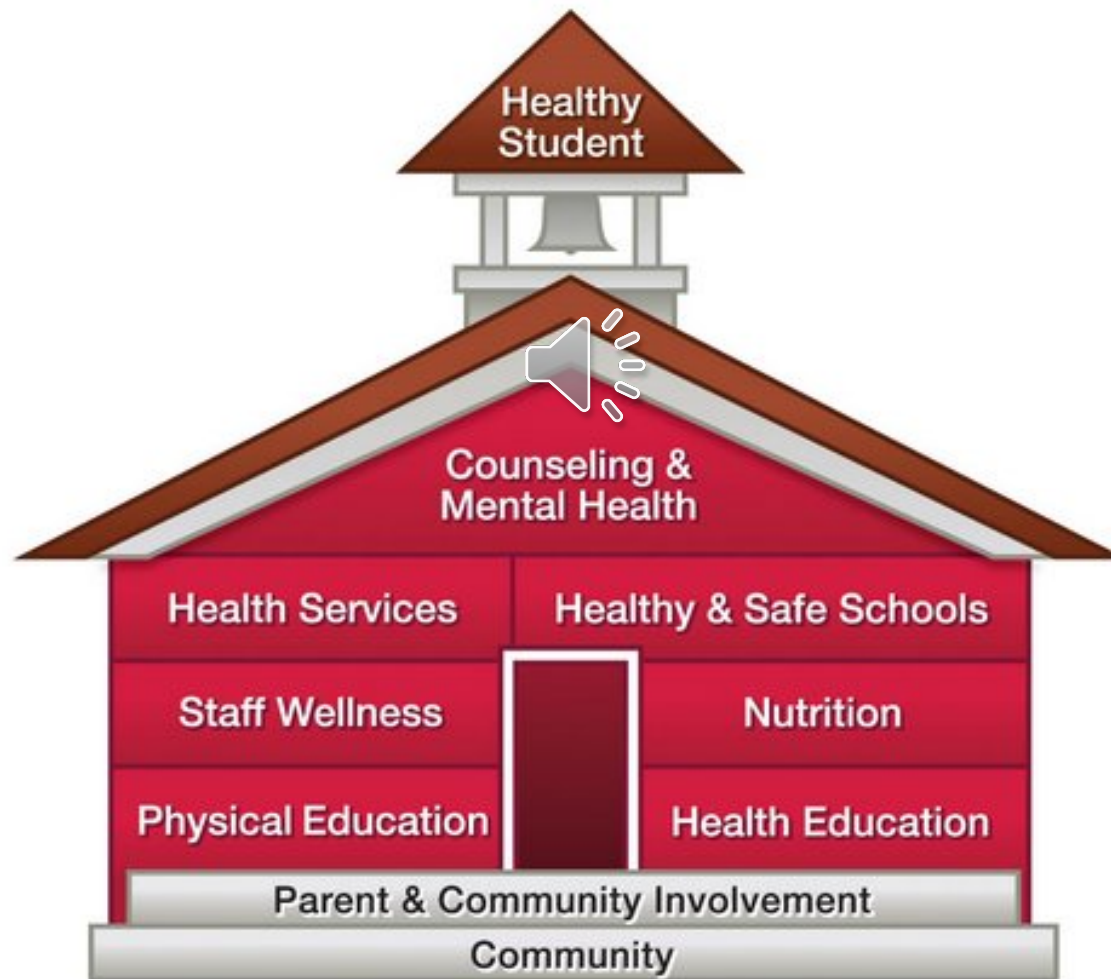 Healthy
Student
Counseling &
Mental Health
Health Services
Healthy & Safe Schools
Staff Wellness
Nutrition
Physical Education
Health Education
Parent & Community Involvement
Community